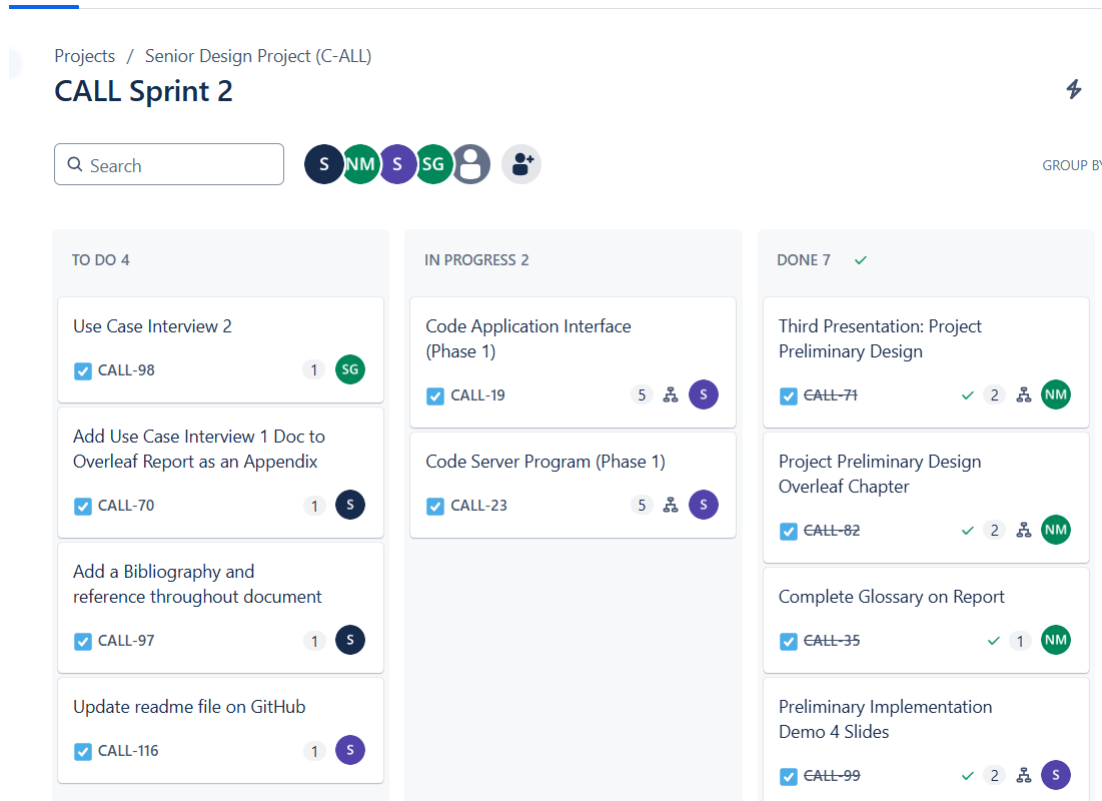 Projects / Senior Design Project (C-ALL)
CALL Sprint 2
Search
S NM S SG
GROUP BY
TO DO 4
Use Case Interview 2
CALL-98 1 SG
Add Use Case Interview 1 Doc to
Overleaf Report as an Appendix
CALL-70 1 S
Add a Bibliography and
reference throughout document
CALL-97 1 S
Update readme file on GitHub
CALL-116 1 S
IN PROGRESS 2
Code Application Interface
(Phase 1)
CALL-19 5 S
Code Server Program (Phase 1)
CALL-23 5 S
DONE 7
Third Presentation: Project
Preliminary Design
CALL-71 2 NM
Project Preliminary Design
Overleaf Chapter
CALL-82 2 NM
Complete Glossary on Report
CALL-35 1 NM
Preliminary Implementation
Demo 4 Slides
CALL-99 2 S